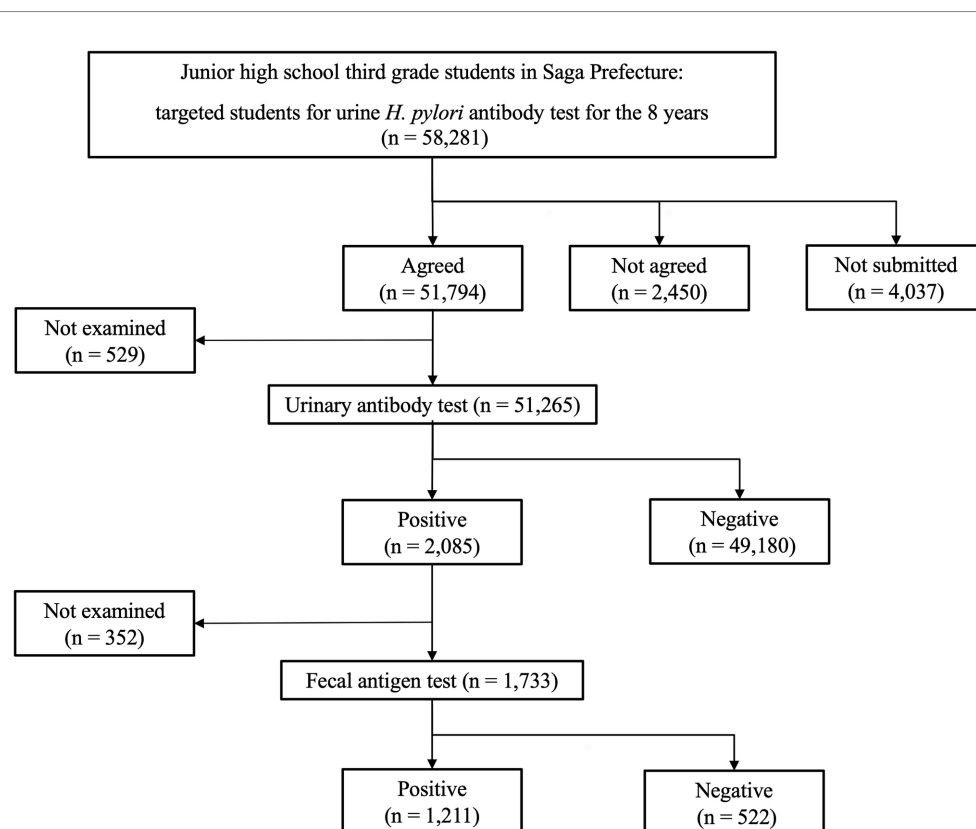 Junior high school third grade students in Saga Prefecture:
targeted students for urine H. pylori antibody test for the 8 years
(n = 58,281)
Agreed
(n = 51,794)
Not agreed
(n = 2,450)
Not submitted
(n = 4,037)
Not examined
(n = 529)
Urinary antibody test (n = 51,265)
Positive
(n = 2,085)
Negative
(n = 49,180)
Not examined
(n = 352)
Fecal antigen test (n = 1,733)
Positive
(n = 1,211)
Negative
(n = 522)